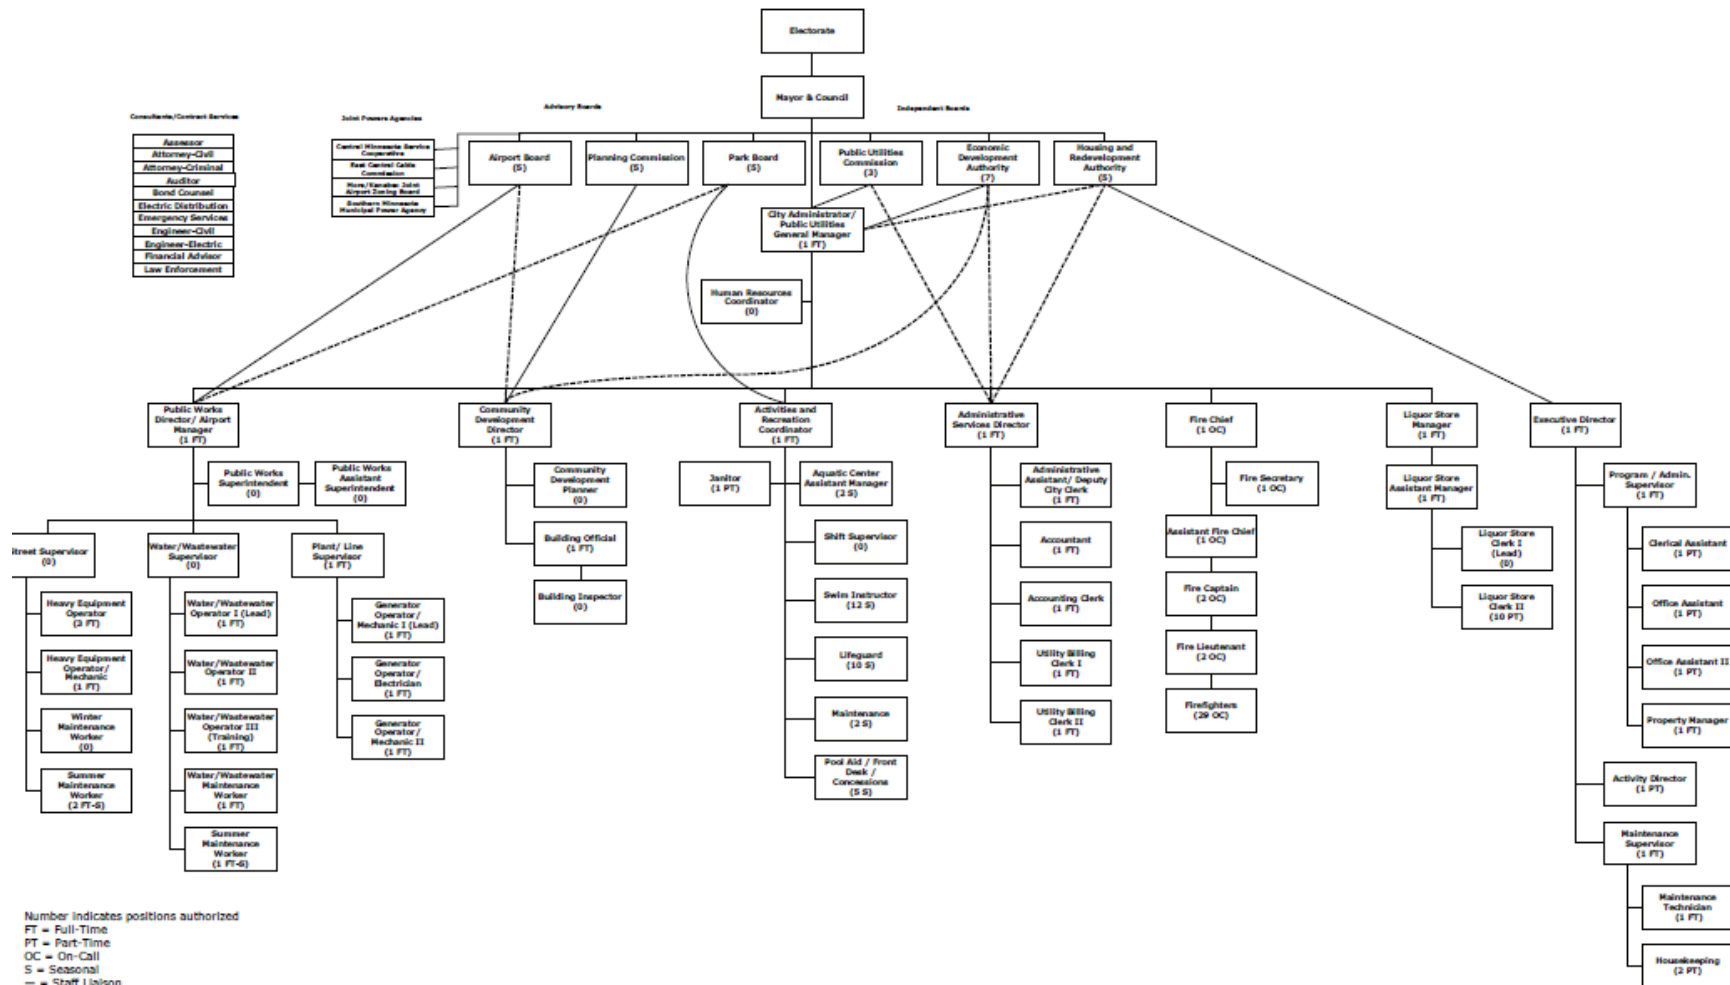 Electorate
Mayor & Council
Advisory Boards
Independent Boards
Consultants/Contract Services
Joint Powers Agencies
Assessor
Attorney-Civil
Attorney-Criminal
Auditor
Bond Counsel
Electric Distribution
Emergency Services
Engineer-Civil
Engineer-Electric
Financial Advisor
Law Enforcement
Central Minnesota Service
Cooperative
East Central Cable
Commission
Mora/Kanabec Joint
Airport Zoning Board
Southern Minnesota
Municipal Power Agency
Airport Board
(5)
Planning Commission
(5)
Park Board
(5)
Public Utilities
Commission
(3)
Economic
Development
Authority
(7)
Housing and
Redevelopment
Authority
(5)
City Administrator/
Public Utilities
General Manager
(1 FT)
Human Resources
Coordinator
(0)
Public Works
Director/ Airport
Manager
(1 FT)
Community
Development
Director
(1 FT)
Activities and
Recreation
Coordinator
(1 FT)
Administrative
Services Director
(1 FT)
Fire Chief
(1 OC)
Liquor Store
Manager
(1 FT)
Executive Director
(1 FT)
Public Works
Superintendent
(0)
Public Works
Assistant
Superintendent
(0)
Street Supervisor
(0)
Water/Wastewater
Supervisor
(0)
Plant/ Line
Supervisor
(1 FT)
Heavy Equipment
Operator
(3 FT)
Heavy Equipment
Operator/
Mechanic
(1 FT)
Winter
Maintenance
Worker
(0)
Summer
Maintenance
Worker
(2 FT-S)
Water/Wastewater
Operator I (Lead)
(1 FT)
Water/Wastewater
Operator II
(1 FT)
Water/Wastewater
Operator III
(Training)
(1 FT)
Water/Wastewater
Maintenance
Worker
(1 FT)
Summer
Maintenance
Worker
(1 FT-S)
Generator
Operator/
Mechanic I (Lead)
(1 FT)
Generator
Operator/
Electrician
(1 FT)
Generator
Operator/
Mechanic II
(1 FT)
Community
Development
Planner
(0)
Building Official
(1 FT)
Building Inspector
(0)
Janitor
(1 PT)
Aquatic Center
Assistant Manager
(2 S)
Shift Supervisor
(0)
Swim Instructor
(12 S)
Lifeguard
(10 S)
Maintenance
(2 S)
Pool Aid / Front
Desk /
Concessions
(5 S)
Administrative
Assistant/ Deputy
City Clerk
(1 FT)
Accountant
(1 FT)
Accounting Clerk
(1 FT)
Utility Billing
Clerk I
(1 FT)
Utility Billing
Clerk II
(1 FT)
Fire Secretary
(1 OC)
Assistant Fire Chief
(1 OC)
Fire Captain
(2 OC)
Fire Lieutenant
(2 OC)
Firefighters
(29 OC)
Liquor Store
Assistant Manager
(1 FT)
Liquor Store
Clerk I
(Lead)
(0)
Liquor Store
Clerk II
(10 PT)
Program / Admin.
Supervisor
(1 FT)
Clerical Assistant
(1 PT)
Office Assistant
(1 PT)
Office Assistant II
(1 PT)
Property Manager
(1 FT)
Activity Director
(1 PT)
Maintenance
Supervisor
(1 FT)
Maintenance
Technician
(1 FT)
Housekeeping
(2 PT)
Number indicates positions authorized
FT = Full-Time
PT = Part-Time
OC = On-Call
S = Seasonal
— = Staff Liaison